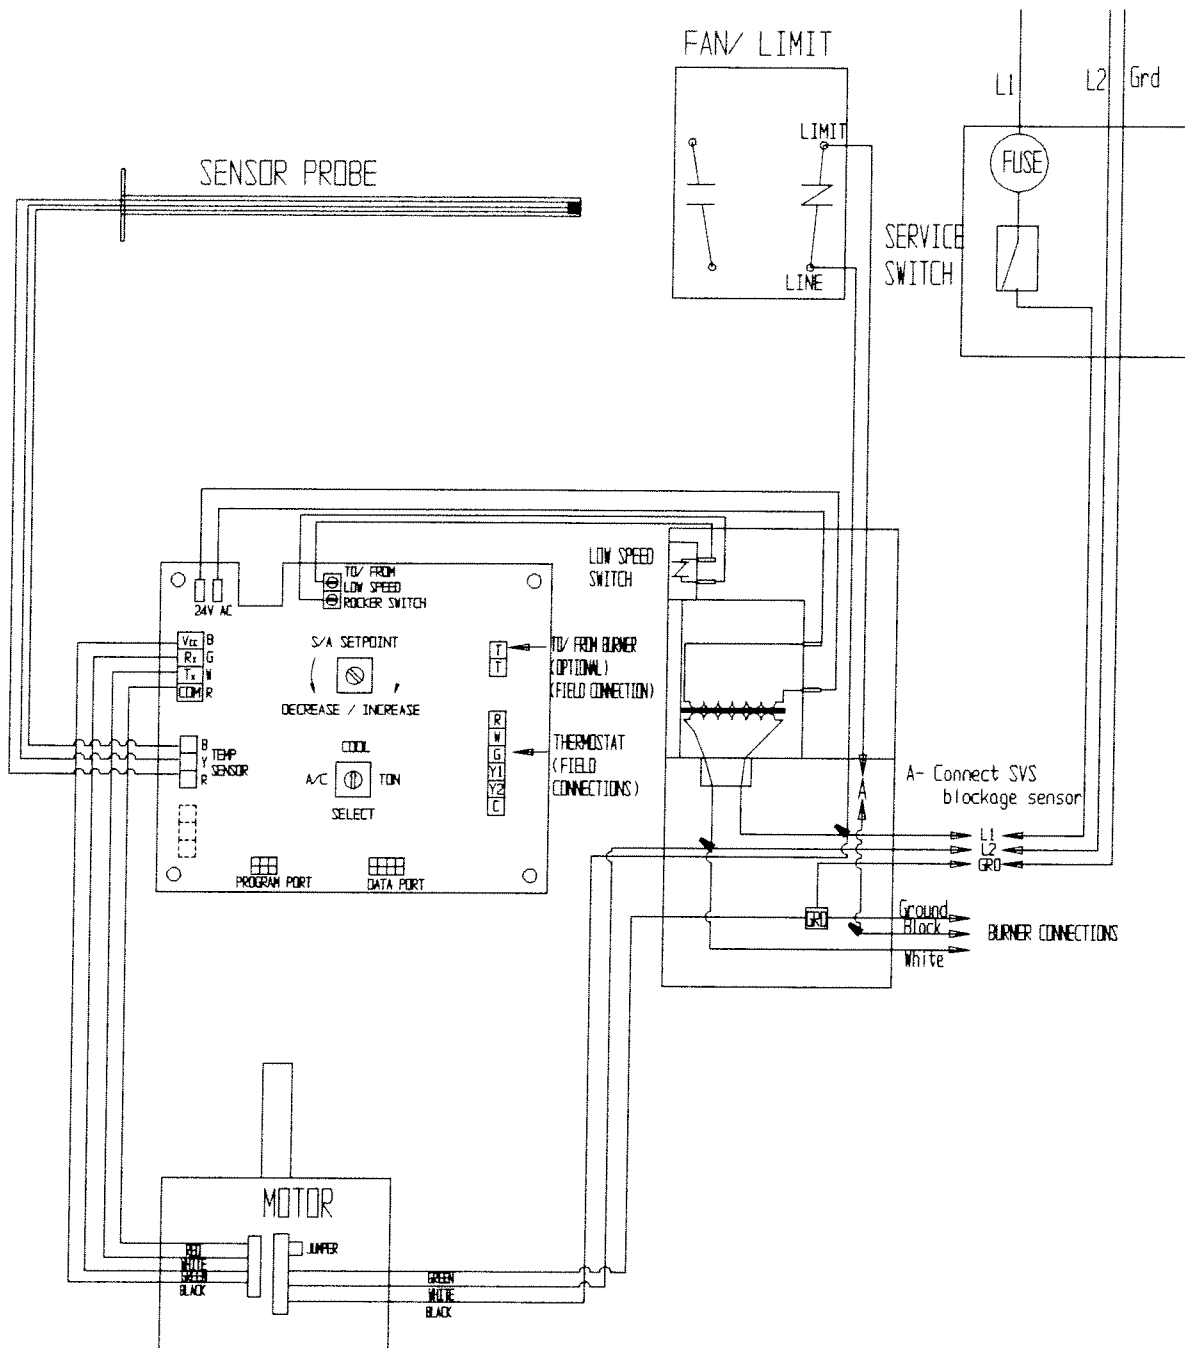 FAN/ LIMIT
L1
L2
Grd
LIMIT
FUSE
SENSOR PROBE
SERVICE
SWITCH
LINE
LOW SPEED
SWITCH
TO/ FROM
LOW SPEED
ROCKER SWITCH
24V AC
Vcc B
Rx G
Tx W
COM R
S/A SETPOINT
DECREASE / INCREASE
T
T
TO/ FROM BURNER
(OPTIONAL)
(FIELD CONNECTION)
R
W
G
Y1
Y2
C
THERMOSTAT
(FIELD
CONNECTIONS)
B
Y
R
TEMP
SENSOR
COOL
A/C
TON
SELECT
PROGRAM PORT
DATA PORT
A
A- Connect SVS
blockage sensor
L1
L2
GRD
GRD
Ground
Black
White
BURNER CONNECTIONS
MOTOR
JUMPER
RED
WHITE
GREEN
BLACK
GREEN
WHITE
BLACK